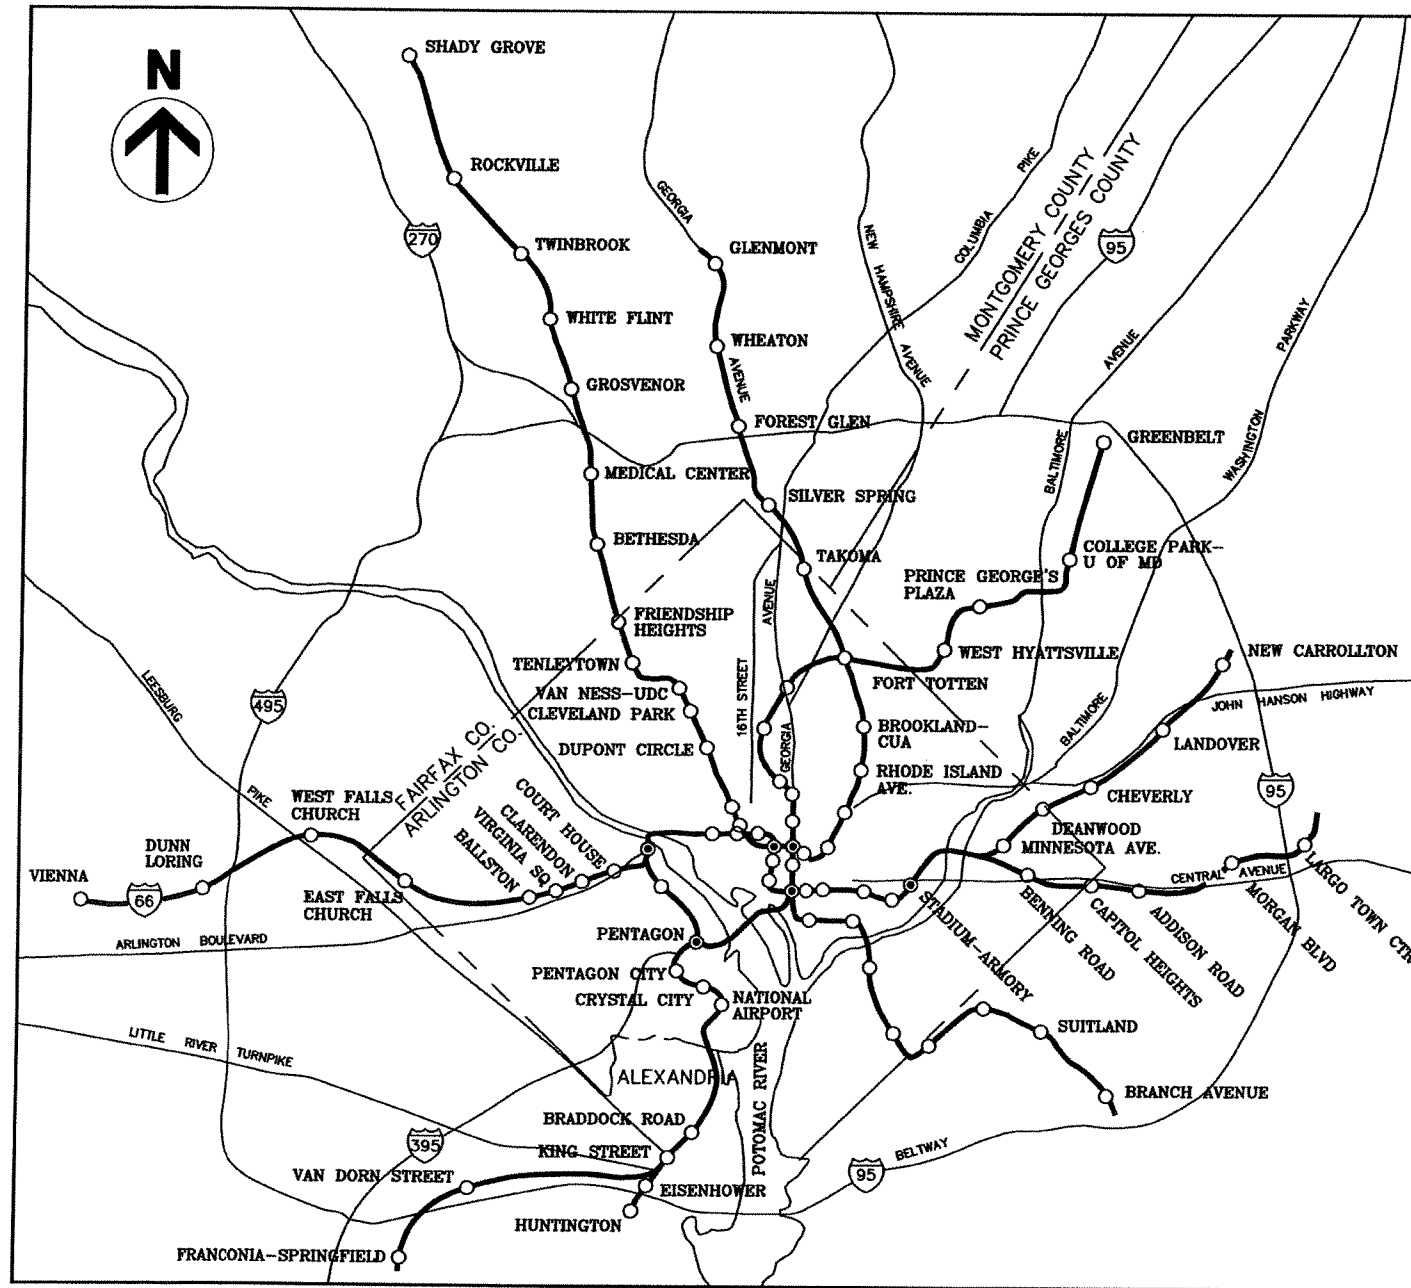 N
SHADY GROVE
ROCKVILLE
270
TWINBROOK
WHITE FLINT
GROSVENOR
MEDICAL CENTER
BETHESDA
FRIENDSHIP
HEIGHTS
TENLEYTOWN
VAN NESS-UDC
CLEVELAND PARK
DUPONT CIRCLE
GEORGIA
GLENMONT
WHEATON
AVENUE
FOREST GLEN
SILVER SPRING
TAKOMA
NEW HAMPSHIRE AVENUE
COLUMBIA PIKE
MONTGOMERY COUNTY
PRINCE GEORGES COUNTY
95
BALTIMORE AVENUE
BALTIMORE WASHINGTON PARKWAY
GREENBELT
COLLEGE PARK-
U OF MD
PRINCE GEORGE'S
PLAZA
WEST HYATTSVILLE
FORT TOTTEN
16TH STREET
GEORGIA AVENUE
BROOKLAND-
CUA
RHODE ISLAND
AVE.
NEW CARROLLTON
JOHN HANSON HIGHWAY
LANDOVER
CHEVERLY
DEANWOOD
MINNESOTA AVE.
95
LEESBURG PIKE
495
FAIRFAX CO.
ARLINGTON CO.
WEST FALLS
CHURCH
DUNN
LORING
VIENNA
66
EAST FALLS
CHURCH
COURT HOUSE
CLARENDON
VIRGINIA SQ
BALLSTON
ARLINGTON BOULEVARD
CENTRAL AVENUE
STADIUM-ARMORY
BENNING ROAD
CAPITOL HEIGHTS
ADDISON ROAD
MORGAN BLVD
LARGO TOWN CTR
PENTAGON
PENTAGON CITY
CRYSTAL CITY
NATIONAL
AIRPORT
SUITLAND
BRANCH AVENUE
LITTLE RIVER TURNPIKE
ALEXANDRIA
POTOMAC RIVER
BRADDOCK ROAD
KING STREET
395
VAN DORN STREET
EISENHOWER
HUNTINGTON
FRANCONIA-SPRINGFIELD
95
BELTWAY